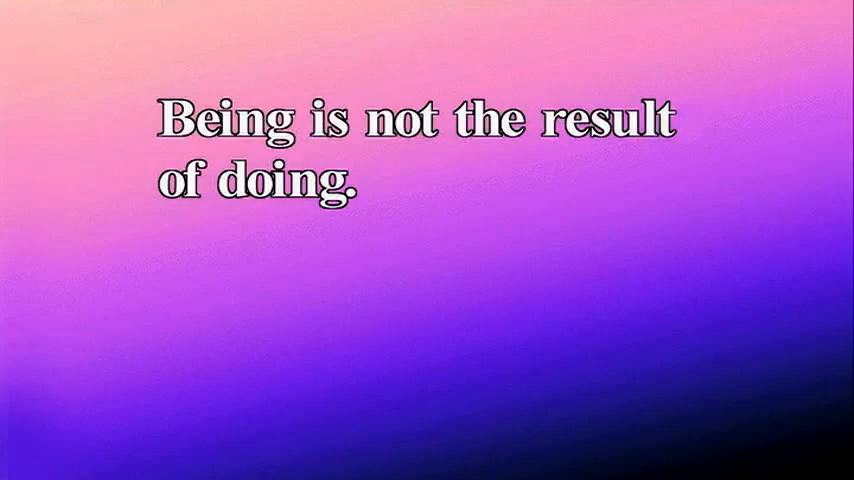 Being is not the result
of doing.